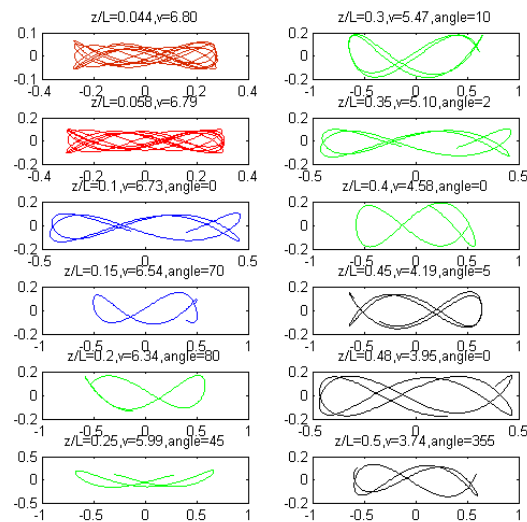 z/L=0.044,v=6.80
0.1
0
-0.1
-0.4 -0.2 0 0.2 0.4
z/L=0.058,v=6.79
0.2
0
-0.2
-0.4 -0.2 0 0.2 0.4
z/L=0.1,v=6.73,angle=0
0.2
0
-0.2
-0.5 0 0.5
z/L=0.15,v=6.54,angle=70
0.2
0
-0.2
-1 -0.5 0 0.5 1
z/L=0.2,v=6.34,angle=80
0.2
0
-0.2
-1 -0.5 0 0.5 1
z/L=0.25,v=5.99,angle=45
0.5
0
-0.5
-1 -0.5 0 0.5 1
z/L=0.3,v=5.47,angle=10
0.2
0
-0.2
-1 -0.5 0 0.5 1
z/L=0.35,v=5.10,angle=2
0.2
0
-0.2
-0.5 0 0.5
z/L=0.4,v=4.58,angle=0
0.2
0
-0.2
-1 -0.5 0 0.5 1
z/L=0.45,v=4.19,angle=5
0.2
0
-0.2
-1 -0.5 0 0.5 1
z/L=0.48,v=3.95,angle=0
0.2
0
-0.2
-0.5 0 0.5
z/L=0.5,v=3.74,angle=355
0.2
0
-0.2
-1 -0.5 0 0.5 1